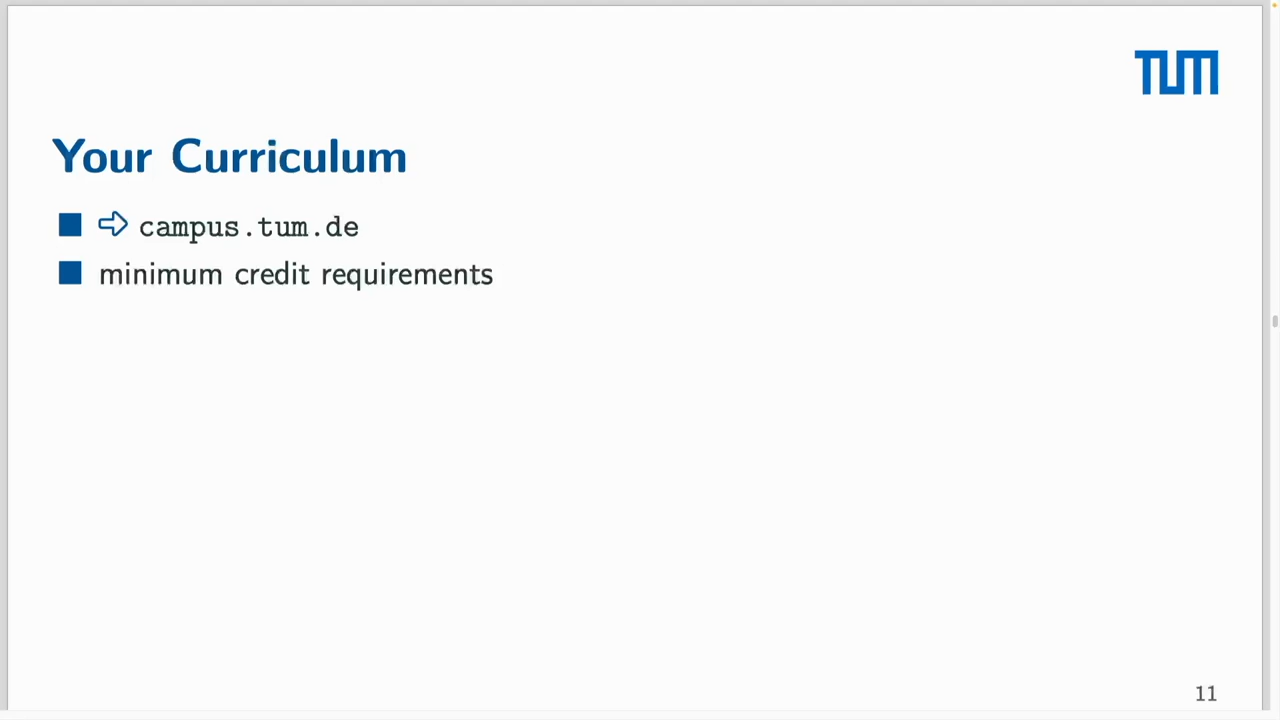 TUM
Your Curriculum
⇨ campus.tum.de
minimum credit requirements
11